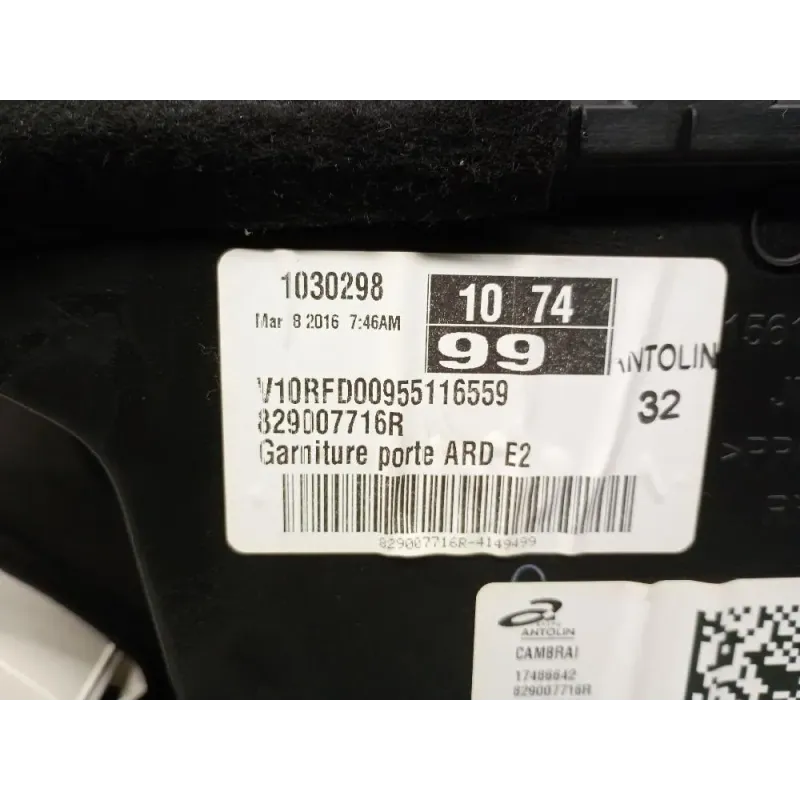 1030298
Mar 8 2016 7:46AM
10 74
99
ANTOLIN
32
V10RFD00955116559
829007716R
Garniture porte ARD E2
829007716R-4149499
ANTOLIN
CAMBRAI
17466642
829007716R